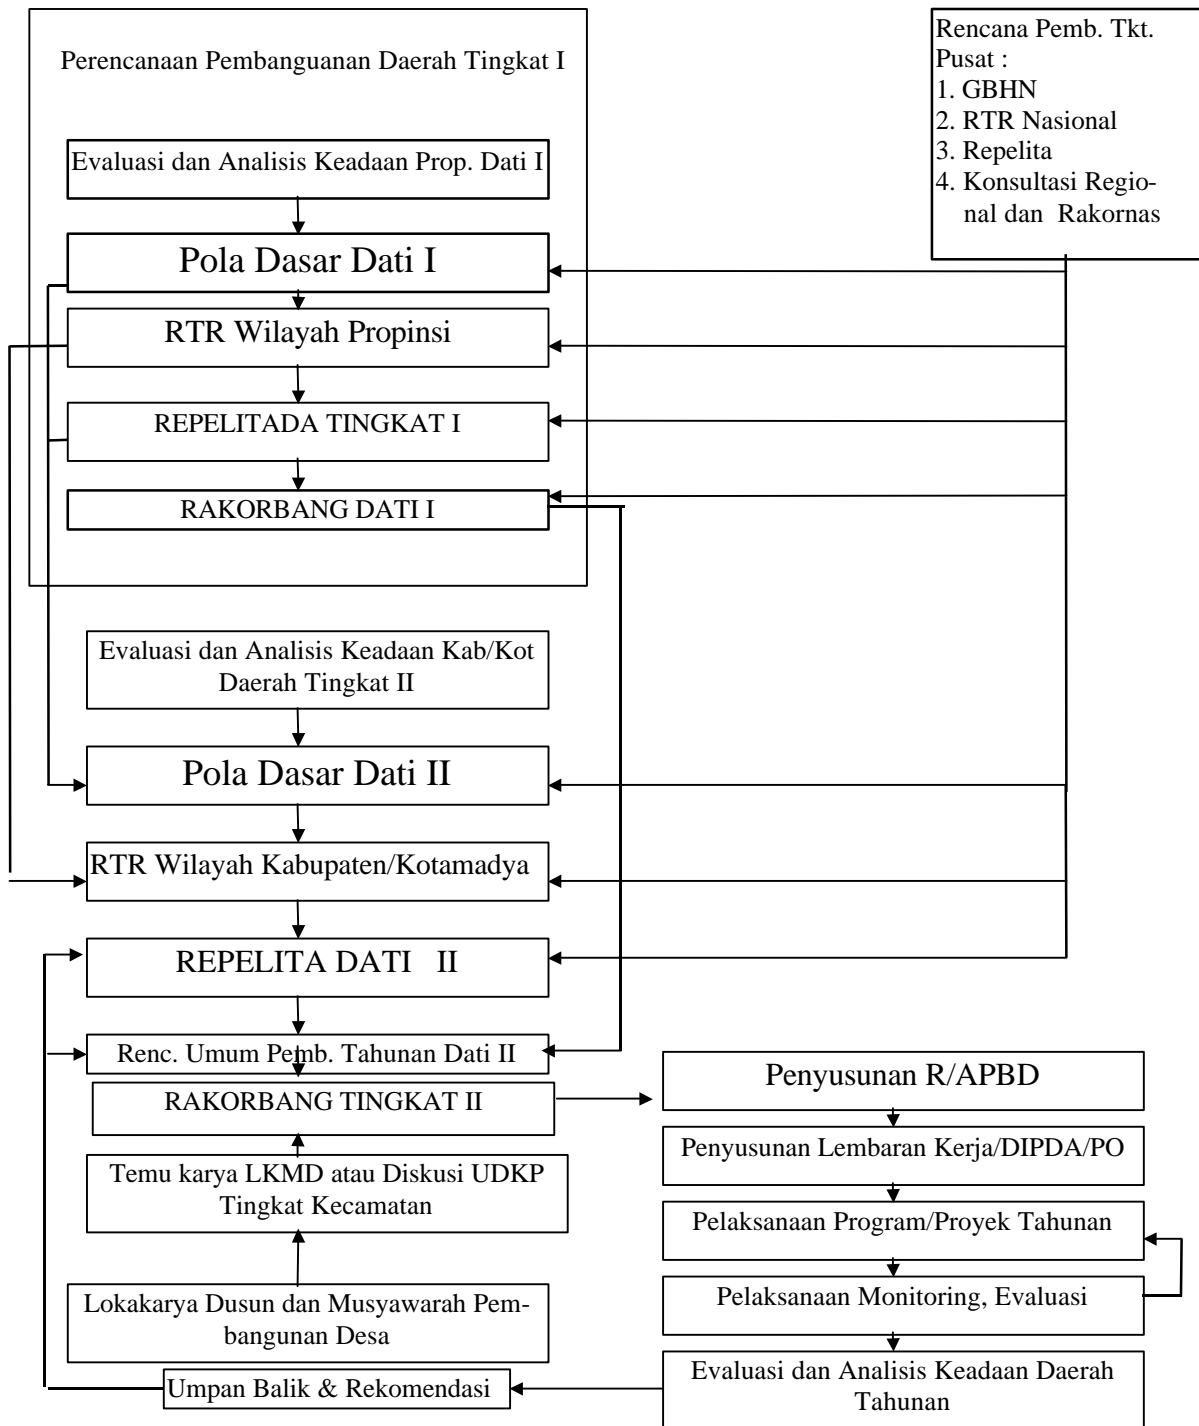 Perencanaan Pembanguanan Daerah Tingkat I
Evaluasi dan Analisis Keadaan Prop. Dati I
Pola Dasar Dati I
RTR Wilayah Propinsi
REPELITADA TINGKAT I
RAKORBANG DATI I
Rencana Pemb. Tkt.
Pusat :
1. GBHN
2. RTR Nasional
3. Repelita
4. Konsultasi Regio-
nal dan Rakornas
Evaluasi dan Analisis Keadaan Kab/Kot
Daerah Tingkat II
Pola Dasar Dati II
RTR Wilayah Kabupaten/Kotamadya
REPELITA DATI II
Renc. Umum Pemb. Tahunan Dati II
RAKORBANG TINGKAT II
Temu karya LKMD atau Diskusi UDKP
Tingkat Kecamatan
Lokakarya Dusun dan Musyawarah Pem-
bangunan Desa
Umpan Balik & Rekomendasi
Penyusunan R/APBD
Penyusunan Lembaran Kerja/DIPDA/PO
Pelaksanaan Program/Proyek Tahunan
Pelaksanaan Monitoring, Evaluasi
Evaluasi dan Analisis Keadaan Daerah
Tahunan